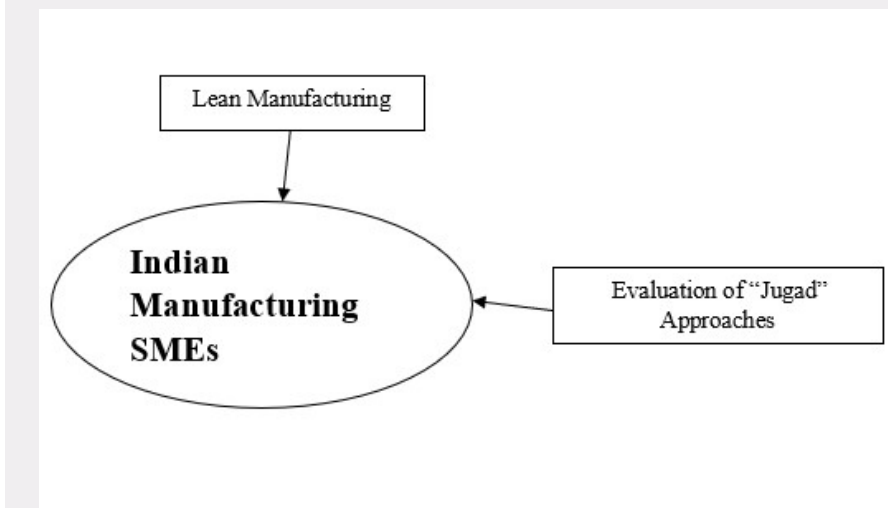 Lean Manufacturing
Indian
Manufacturing
SMEs
Evaluation of “Jugad”
Approaches